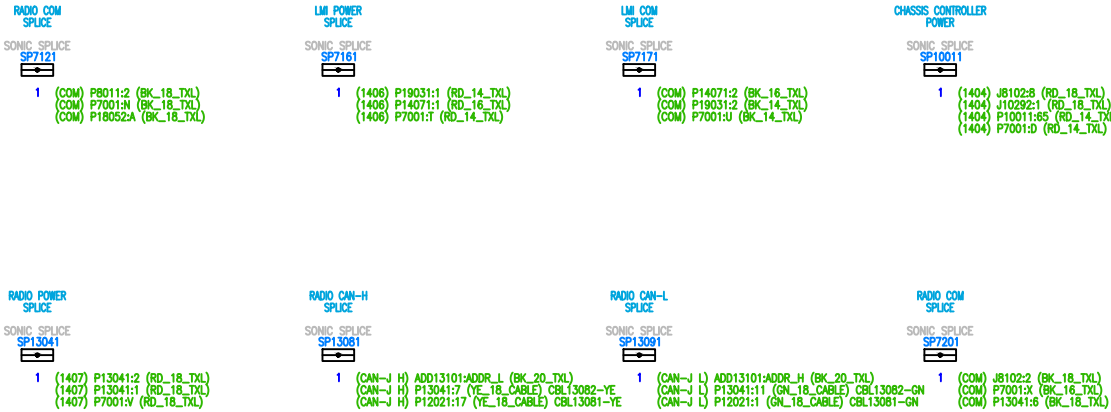 RADIO COM
SPLICE
SONIC SPLICE
SP7121
1 (COM) P8011:2 (BK_18_TXL)
(COM) P7001:N (BK_18_TXL)
(COM) P18052:A (BK_18_TXL)
LMI POWER
SPLICE
SONIC SPLICE
SP7161
1 (1406) P19031:1 (RD_14_TXL)
(1406) P14071:1 (RD_16_TXL)
(1406) P7001:T (RD_14_TXL)
LMI COM
SPLICE
SONIC SPLICE
SP7171
1 (COM) P14071:2 (BK_16_TXL)
(COM) P19031:2 (BK_14_TXL)
(COM) P7001:U (BK_14_TXL)
CHASSIS CONTROLLER
POWER
SONIC SPLICE
SP10011
1 (1404) J8102:8 (RD_18_TXL)
(1404) J10292:1 (RD_18_TXL)
(1404) P10011:65 (RD_14_TXL
(1404) P7001:D (RD_14_TXL)
RADIO POWER
SPLICE
SONIC SPLICE
SP13041
1 (1407) P13041:2 (RD_18_TXL)
(1407) P13041:1 (RD_18_TXL)
(1407) P7001:V (RD_18_TXL)
RADIO CAN-H
SPLICE
SONIC SPLICE
SP13081
1 (CAN-J H) ADD13101:ADDR_L (BK_20_TXL)
(CAN-J H) P13041:7 (YE_18_CABLE) CBL13082-YE
(CAN-J H) P12021:17 (YE_18_CABLE) CBL13081-YE
RADIO CAN-L
SPLICE
SONIC SPLICE
SP13091
1 (CAN-J L) ADD13101:ADDR_H (BK_20_TXL)
(CAN-J L) P13041:11 (GN_18_CABLE) CBL13082-GN
(CAN-J L) P12021:1 (GN_18_CABLE) CBL13081-GN
RADIO COM
SPLICE
SONIC SPLICE
SP7201
1 (COM) J8102:2 (BK_18_TXL)
(COM) P7001:X (BK_16_TXL)
(COM) P13041:6 (BK_18_TXL)